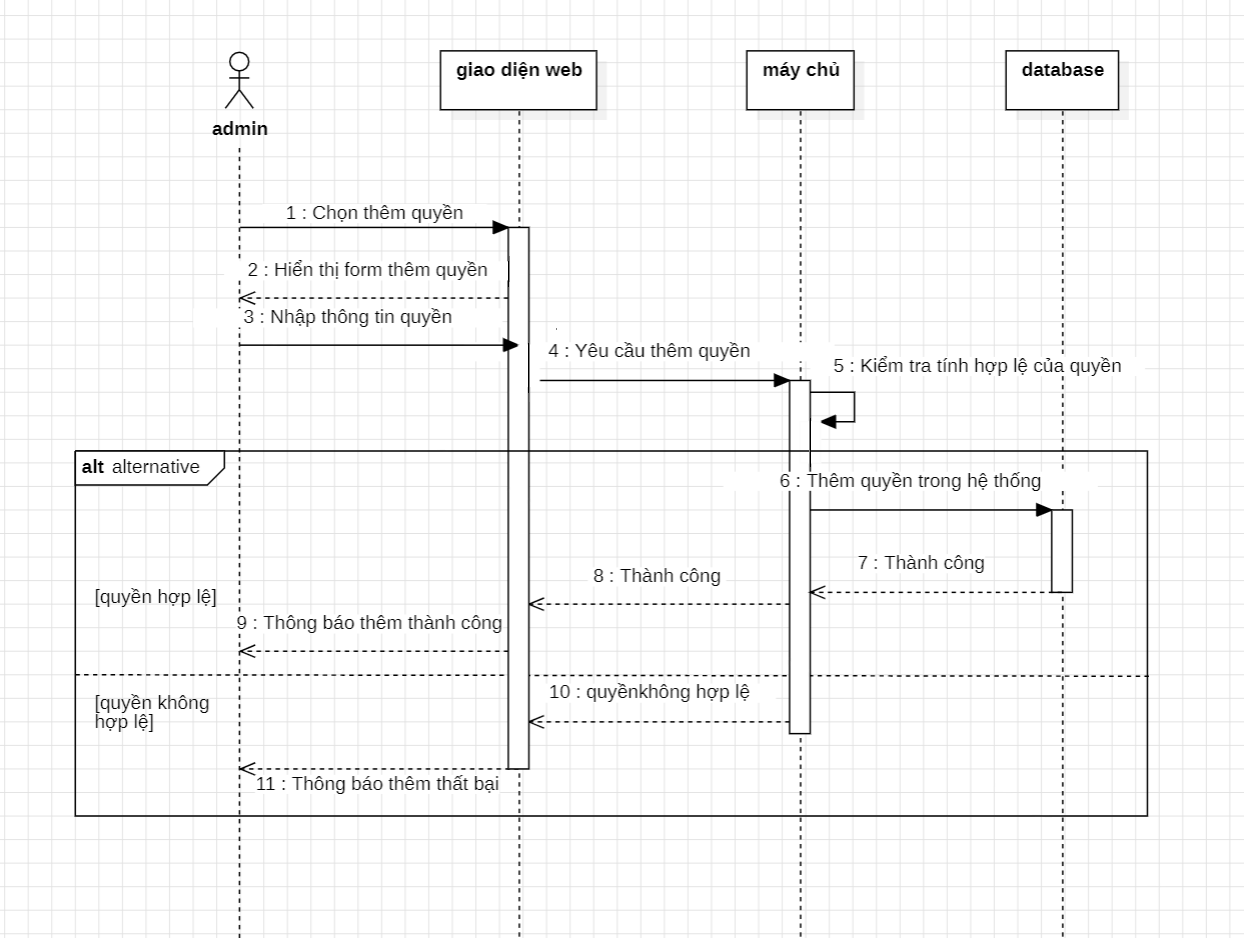 giao diện web
máy chủ
database
admin
1 : Chọn thêm quyền
2 : Hiển thị form thêm quyền
3 : Nhập thông tin quyền
4 : Yêu cầu thêm quyền
5 : Kiểm tra tính hợp lệ của quyền
alt alternative
6 : Thêm quyền trong hệ thống
7 : Thành công
8 : Thành công
[quyền hợp lệ]
9 : Thông báo thêm thành công
10 : quyềnkhông hợp lệ
[quyền không
hợp lệ]
11 : Thông báo thêm thất bại